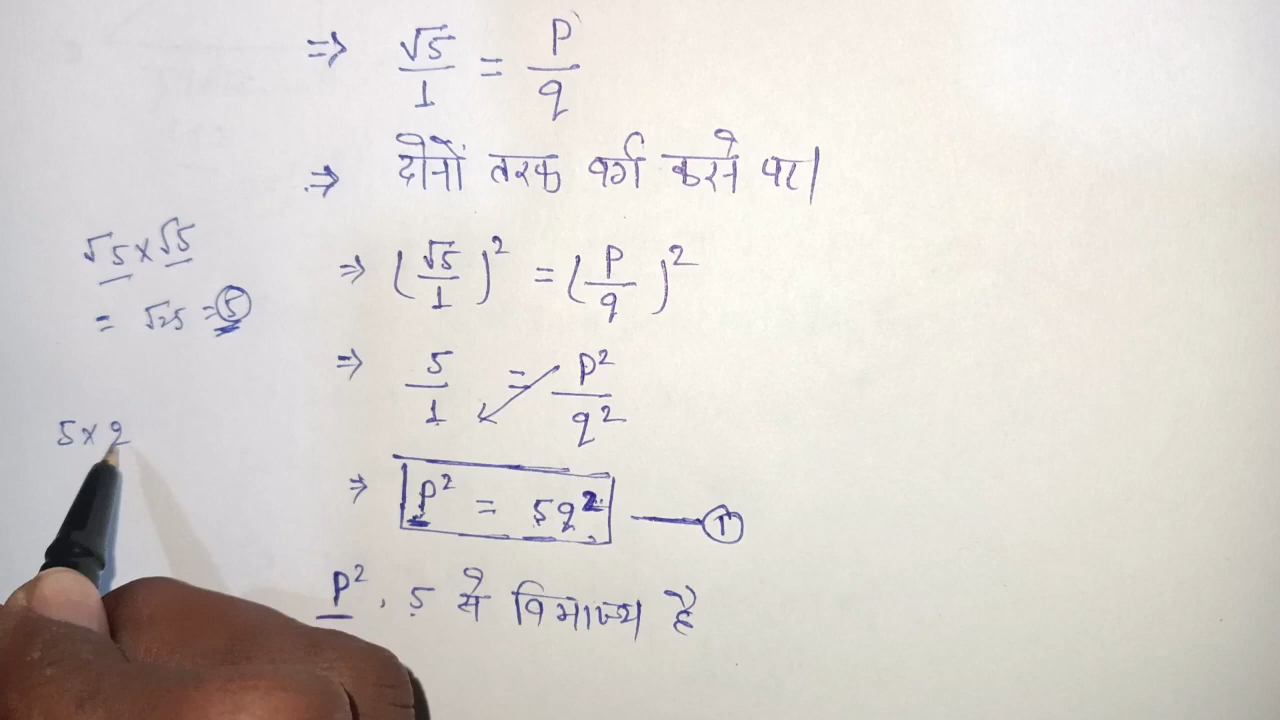 ⇒ √5/1 = P/q
⇒ दोनों तरफ वर्ग करने पर।
√5 × √5
= √25 = 5
⇒ (√5/1)² = (P/q)²
⇒ 5/1 = P²/q²
5 × 2
⇒ P² = 5q² —— ①
P², 5 से विभाज्य है